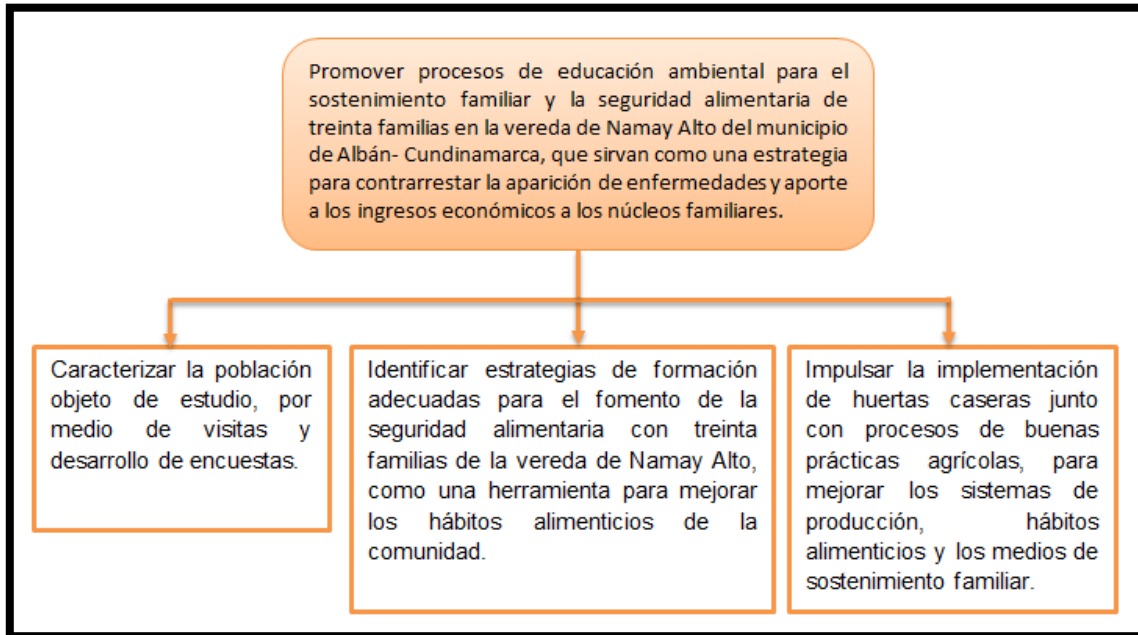 Promover procesos de educación ambiental para el
sostenimiento familiar y la seguridad alimentaria de
treinta familias en la vereda de Namay Alto del municipio
de Albán- Cundinamarca, que sirvan como una estrategia
para contrarrestar la aparición de enfermedades y aporte
a los ingresos económicos a los núcleos familiares.
Caracterizar la población
objeto de estudio, por
medio de visitas y
desarrollo de encuestas.
Identificar estrategias de formación
adecuadas para el fomento de la
seguridad alimentaria con treinta
familias de la vereda de Namay Alto,
como una herramienta para mejorar
los hábitos alimenticios de la
comunidad.
Impulsar la implementación
de huertas caseras junto
con procesos de buenas
prácticas agrícolas, para
mejorar los sistemas de
producción, hábitos
alimenticios y los medios de
sostenimiento familiar.